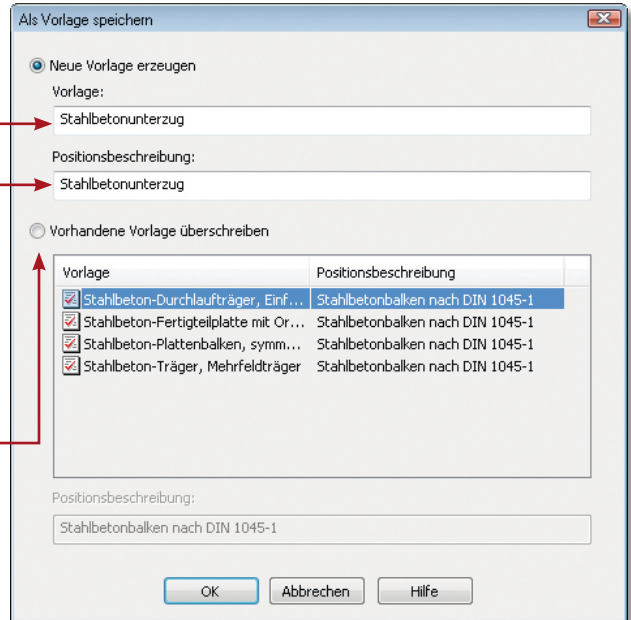 Als Vorlage speichern
Neue Vorlage erzeugen
Vorlage:
Stahlbetonunterzug
Positionsbeschreibung:
Stahlbetonunterzug
Vorhandene Vorlage überschreiben
Vorlage Positionsbeschreibung
Stahlbeton-Durchlaufträger, Einf... Stahlbetonbalken nach DIN 1045-1
Stahlbeton-Fertigteilplatte mit Or... Stahlbetonbalken nach DIN 1045-1
Stahlbeton-Plattenbalken, symm... Stahlbetonbalken nach DIN 1045-1
Stahlbeton-Träger, Mehrfeldträger Stahlbetonbalken nach DIN 1045-1
Positionsbeschreibung:
Stahlbetonbalken nach DIN 1045-1
OK Abbrechen Hilfe